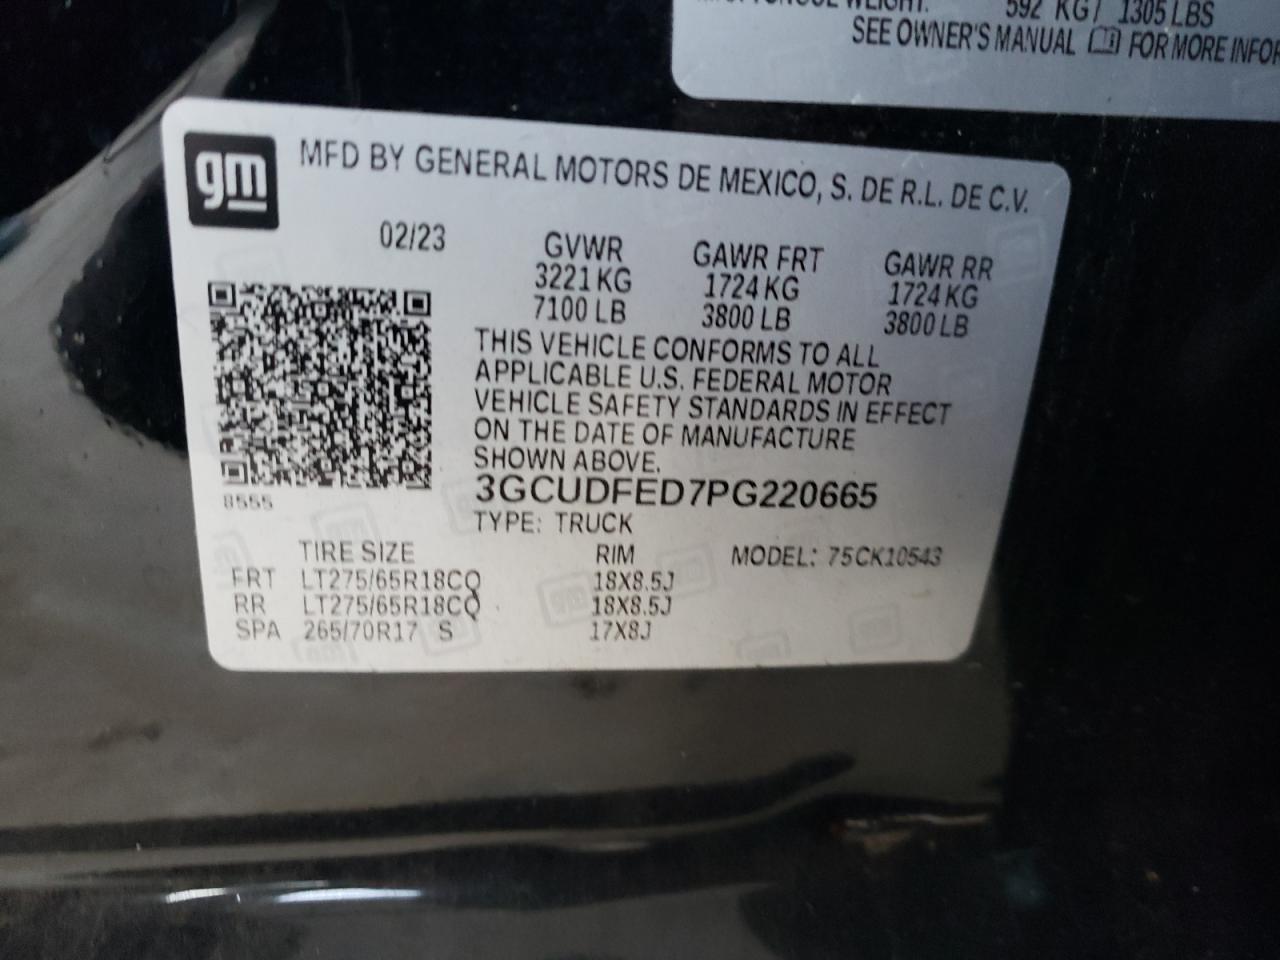 WEIGHT: 592 KG / 1305 LBS
SEE OWNER'S MANUAL FOR MORE
gm
MFD BY GENERAL MOTORS DE MEXICO, S. DE R.L. DE C.V.
02/23
GVWR GAWR FRT GAWR RR
3221 KG 1724 KG 1724 KG
7100 LB 3800 LB 3800 LB
THIS VEHICLE CONFORMS TO ALL
APPLICABLE U.S. FEDERAL MOTOR
VEHICLE SAFETY STANDARDS IN EFFECT
ON THE DATE OF MANUFACTURE
SHOWN ABOVE.
8555
3GCUDFED7PG220665
TYPE: TRUCK
TIRE SIZE RIM MODEL: 75CK10543
FRT LT275/65R18CQ 18X8.5J
RR LT275/65R18CQ 18X8.5J
SPA 265/70R17 S 17X8J